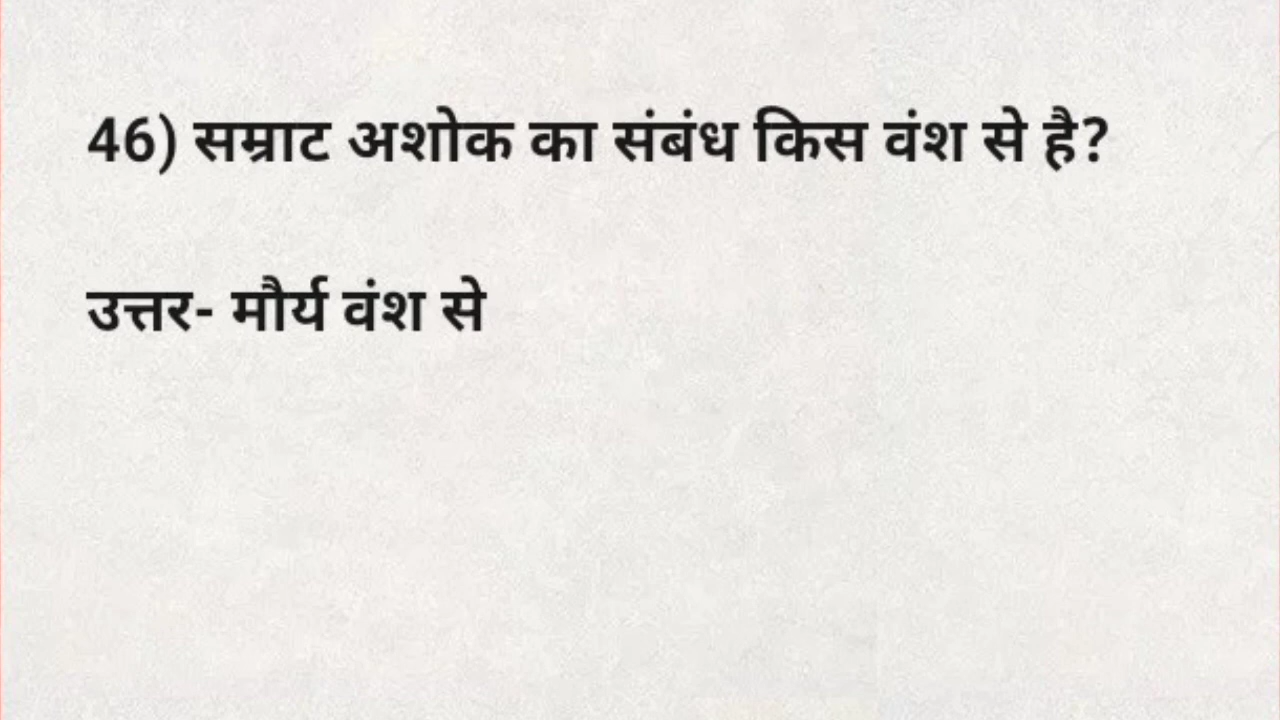 46) सम्राट अशोक का संबंध किस वंश से है?
उत्तर- मौर्य वंश से